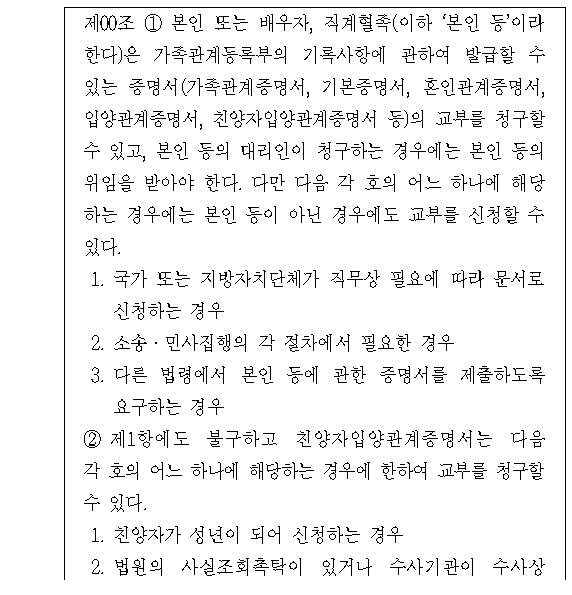 제00조 ① 본인 또는 배우자, 직계혈족(이하 ‘본인 등’이라
한다)은 가족관계등록부의 기록사항에 관하여 발급할 수
있는 증명서(가족관계증명서, 기본증명서, 혼인관계증명서,
입양관계증명서, 친양자입양관계증명서 등)의 교부를 청구할
수 있고, 본인 등의 대리인이 청구하는 경우에는 본인 등의
위임을 받아야 한다. 다만 다음 각 호의 어느 하나에 해당
하는 경우에는 본인 등이 아닌 경우에도 교부를 신청할 수
있다.
1. 국가 또는 지방자치단체가 직무상 필요에 따라 문서로
신청하는 경우
2. 소송·민사집행의 각 절차에서 필요한 경우
3. 다른 법령에서 본인 등에 관한 증명서를 제출하도록
요구하는 경우
② 제1항에도 불구하고 친양자입양관계증명서는 다음
각 호의 어느 하나에 해당하는 경우에 한하여 교부를 청구할
수 있다.
1. 친양자가 성년이 되어 신청하는 경우
2. 법원의 사실조회촉탁이 있거나 수사기관이 수사상